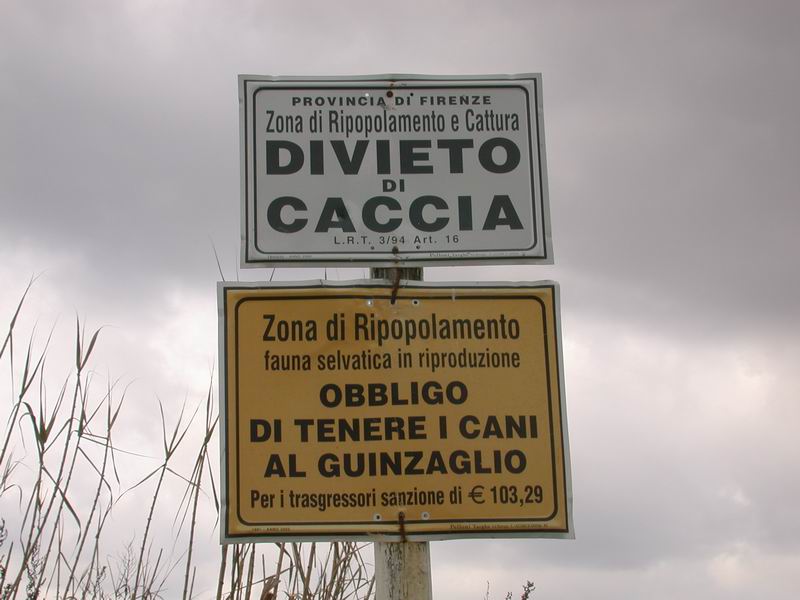 PROVINCIA DI FIRENZE
Zona di Ripopolamento e Cattura
DIVIETO
DI
CACCIA
L.R.T. 3/94 Art. 16
Zona di Ripopolamento
fauna selvatica in riproduzione
OBBLIGO
DI TENERE I CANI
AL GUINZAGLIO
Per i trasgressori sanzione di € 103,29